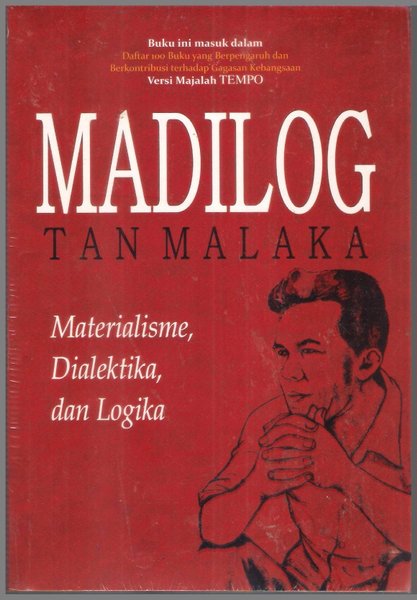 Buku ini masuk dalam
Daftar 100 Buku yang Berpengaruh dan
Berkontribusi terhadap Gagasan Kebangsaan
Versi Majalah TEMPO
MADILOG
TAN MALAKA
Materialisme,
Dialektika,
dan Logika